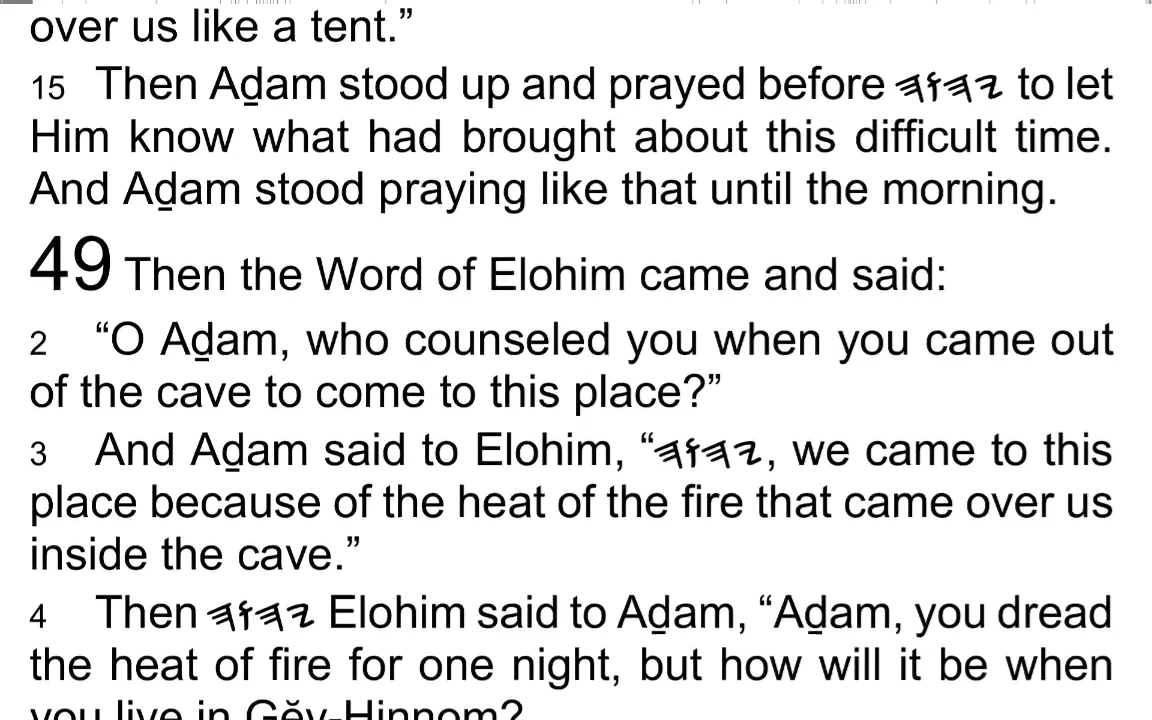 over us like a tent.”
15 Then Aḏam stood up and prayed before 𐤉𐤄𐤅𐤄 to let
Him know what had brought about this difficult time.
And Aḏam stood praying like that until the morning.
49 Then the Word of Elohim came and said:
2 “O Aḏam, who counseled you when you came out
of the cave to come to this place?”
3 And Aḏam said to Elohim, “𐤉𐤄𐤅𐤄, we came to this
place because of the heat of the fire that came over us
inside the cave.”
4 Then 𐤉𐤄𐤅𐤄 Elohim said to Aḏam, “Aḏam, you dread
the heat of fire for one night, but how will it be when
you live in Gĕy-Hinnom?